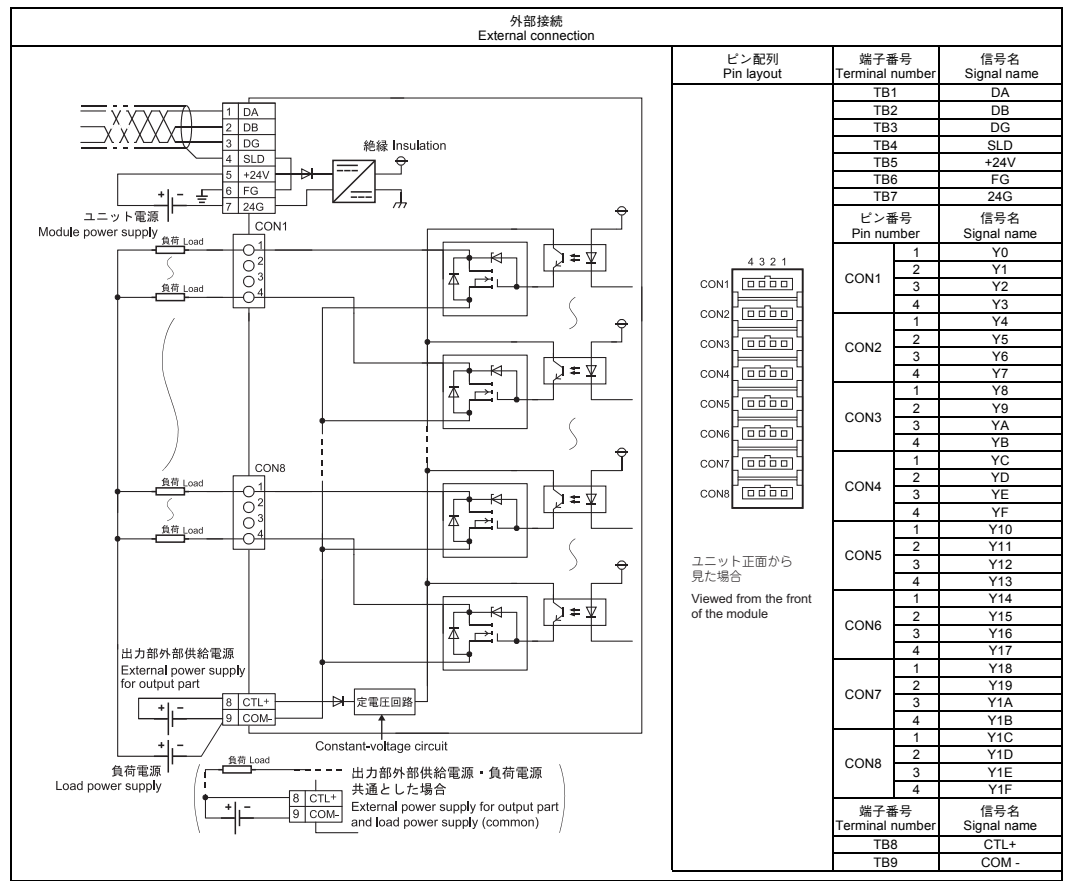 外部接続
External connection
1 DA
2 DB
3 DG
4 SLD
5 +24V
6 FG
7 24G
絶縁 Insulation
+ −
ユニット電源
Module power supply
CON1
負荷 Load
1
2
3
4
負荷 Load
CON8
負荷 Load
1
2
3
4
負荷 Load
出力部外部供給電源
External power supply
for output part
+ −
8 CTL+
9 COM-
定電圧回路
Constant-voltage circuit
+ −
負荷電源
Load power supply
負荷 Load
8 CTL+
9 COM-
+ −
出力部外部供給電源・負荷電源
共通とした場合
External power supply for output part
and load power supply (common)
ピン配列
Pin layout
4 3 2 1
CON1
CON2
CON3
CON4
CON5
CON6
CON7
CON8
ユニット正面から
見た場合
Viewed from the front
of the module
端子番号 信号名
Terminal number Signal name
TB1 DA
TB2 DB
TB3 DG
TB4 SLD
TB5 +24V
TB6 FG
TB7 24G
ピン番号 信号名
Pin number Signal name
CON1
1 Y0
2 Y1
3 Y2
4 Y3
CON2
1 Y4
2 Y5
3 Y6
4 Y7
CON3
1 Y8
2 Y9
3 YA
4 YB
CON4
1 YC
2 YD
3 YE
4 YF
CON5
1 Y10
2 Y11
3 Y12
4 Y13
CON6
1 Y14
2 Y15
3 Y16
4 Y17
CON7
1 Y18
2 Y19
3 Y1A
4 Y1B
CON8
1 Y1C
2 Y1D
3 Y1E
4 Y1F
端子番号 信号名
Terminal number Signal name
TB8 CTL+
TB9 COM -